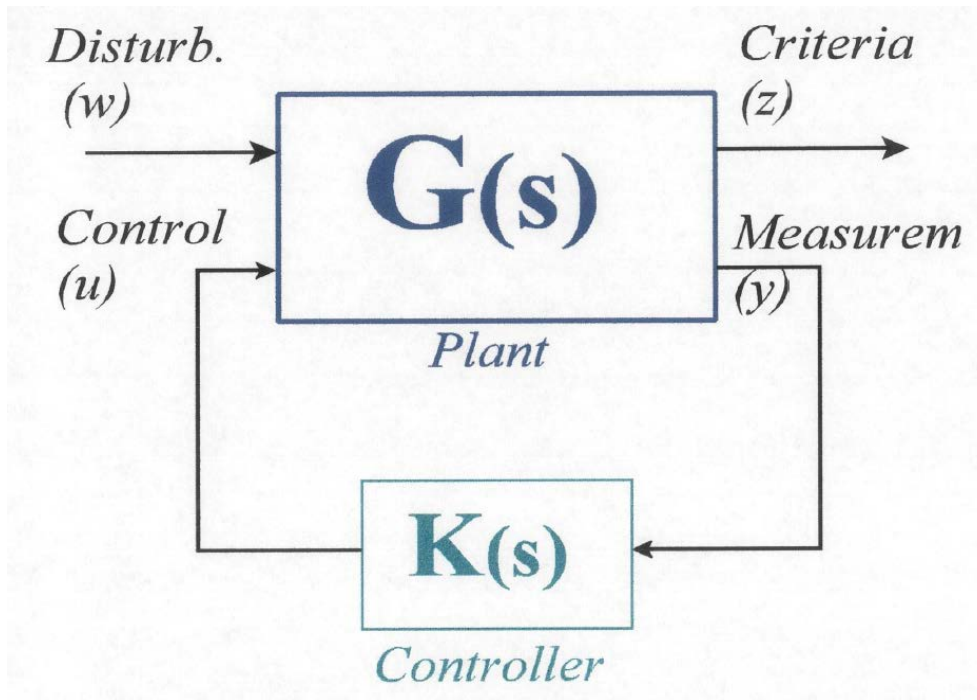 Disturb.
(w)
Criteria
(z)
G(s)
Control
(u)
Measurem
(y)
Plant
K(s)
Controller